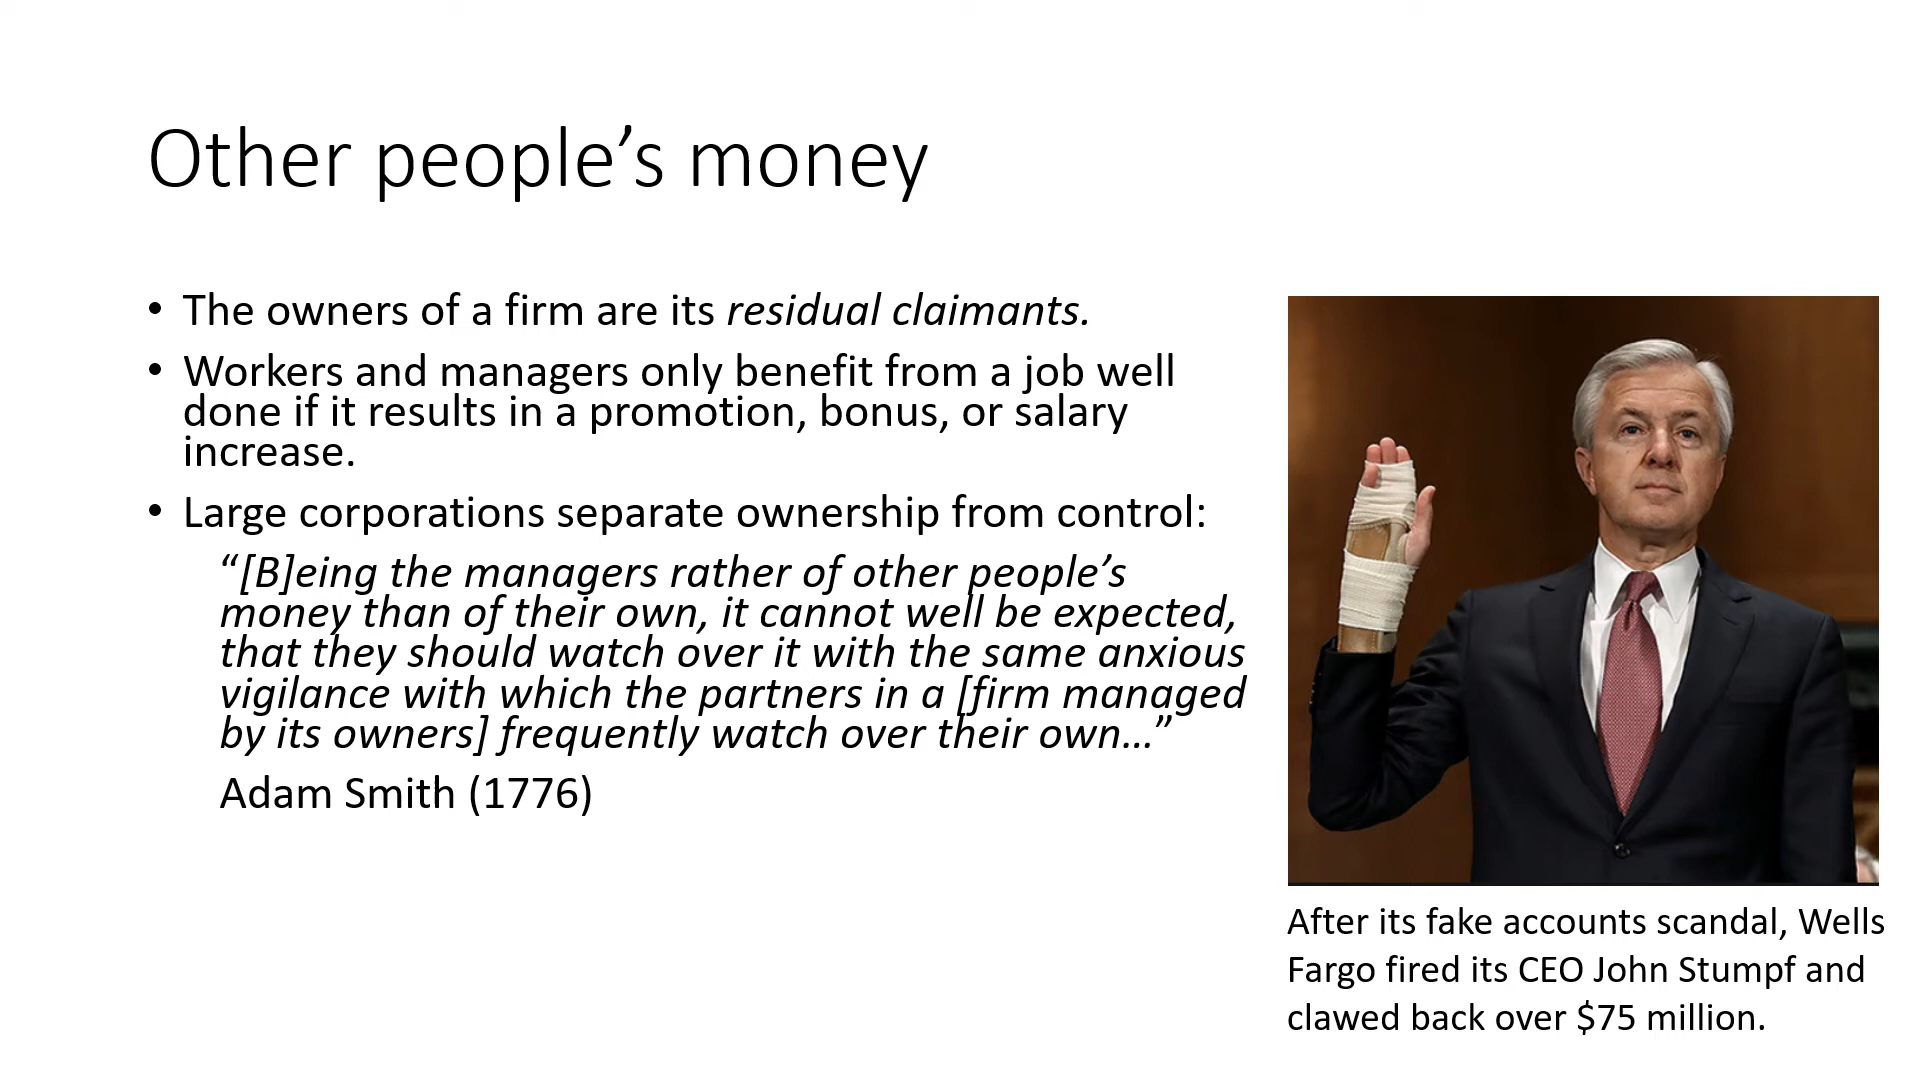 Other people’s money
• The owners of a firm are its residual claimants.
• Workers and managers only benefit from a job well
done if it results in a promotion, bonus, or salary
increase.
• Large corporations separate ownership from control:
“[B]eing the managers rather of other people’s
money than of their own, it cannot well be expected,
that they should watch over it with the same anxious
vigilance with which the partners in a [firm managed
by its owners] frequently watch over their own…”
Adam Smith (1776)
After its fake accounts scandal, Wells
Fargo fired its CEO John Stumpf and
clawed back over $75 million.